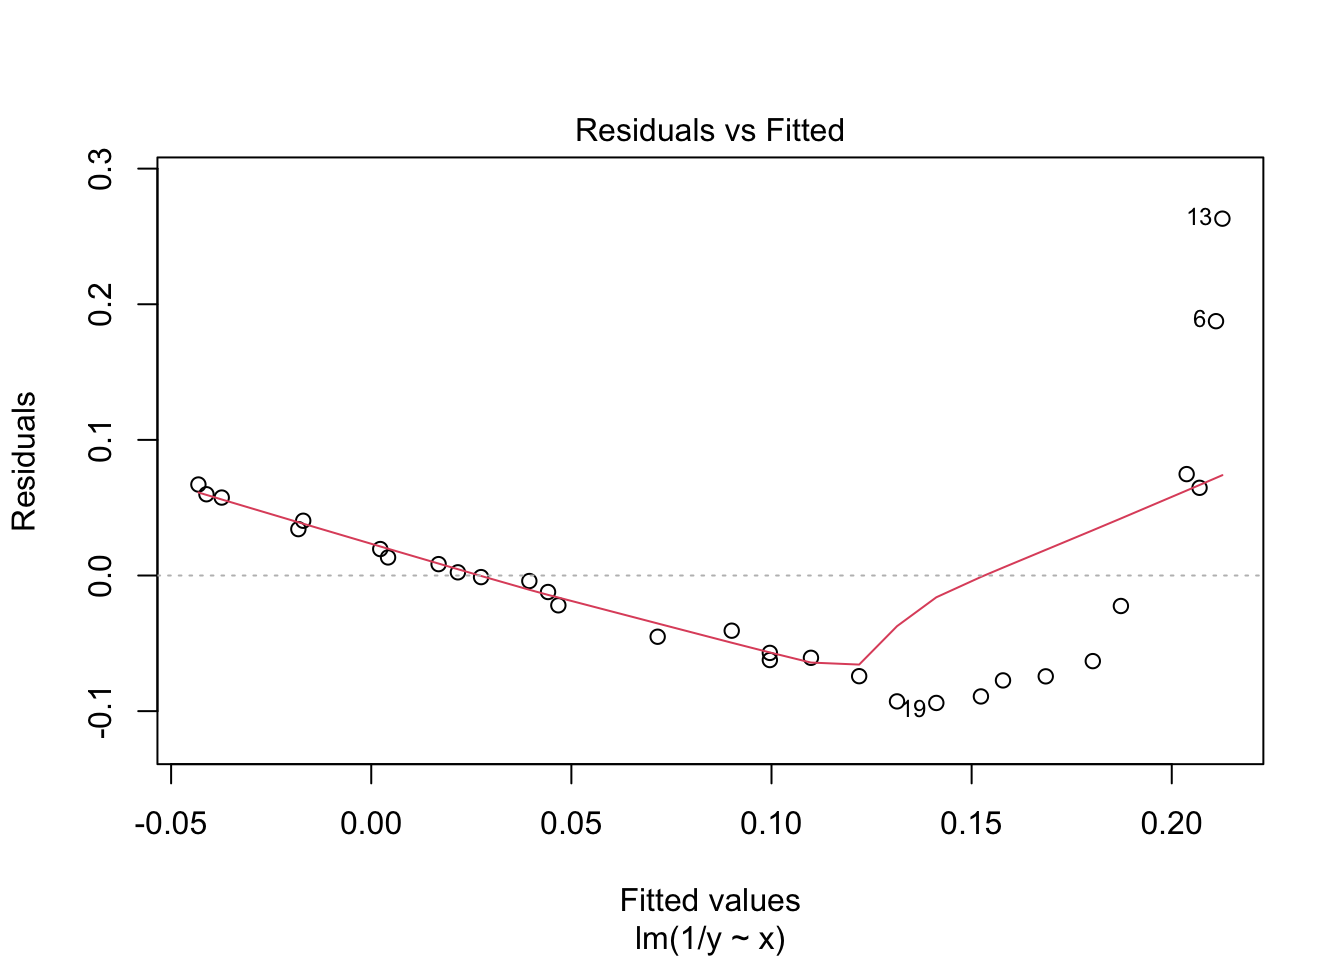 Residuals vs Fitted
Residuals
0.3
0.2
0.1
0.0
-0.1
13
6
19
-0.05 0.00 0.05 0.10 0.15 0.20
Fitted values
lm(1/y ~ x)